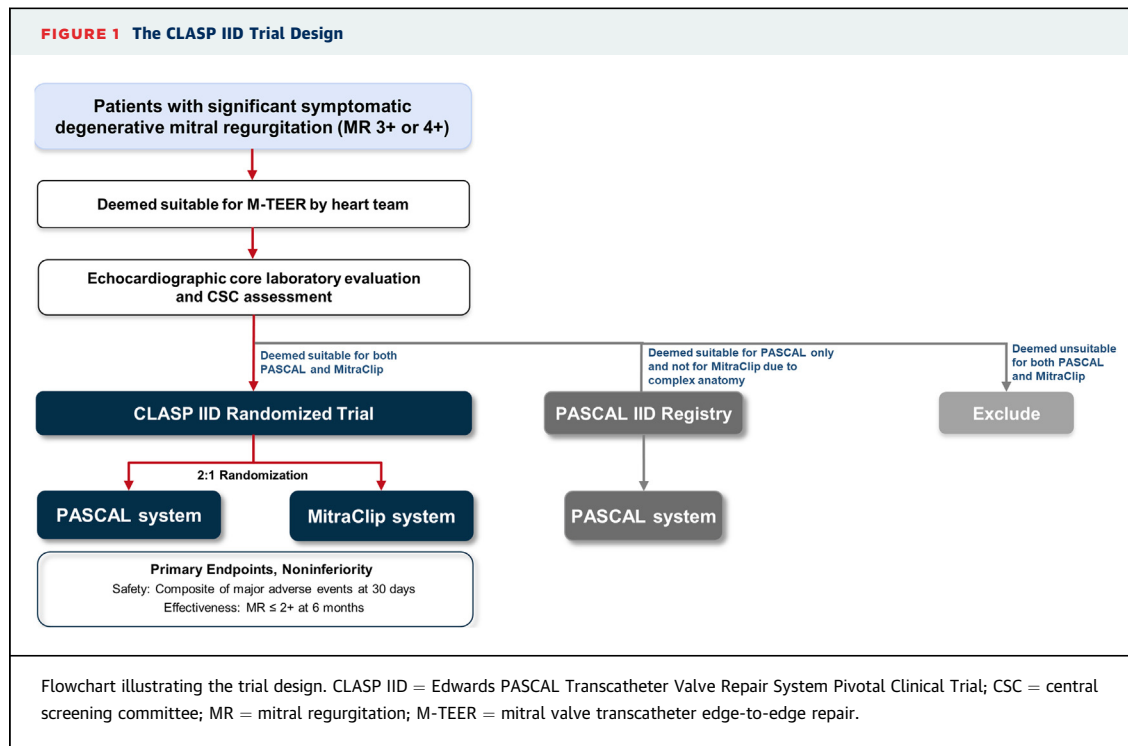 FIGURE 1 The CLASP IID Trial Design
Patients with significant symptomatic
degenerative mitral regurgitation (MR 3+ or 4+)
Deemed suitable for M-TEER by heart team
Echocardiographic core laboratory evaluation
and CSC assessment
Deemed suitable for both
PASCAL and MitraClip
Deemed suitable for PASCAL only
and not for MitraClip due to
complex anatomy
Deemed unsuitable
for both PASCAL
and MitraClip
CLASP IID Randomized Trial
PASCAL IID Registry
Exclude
2:1 Randomization
PASCAL system
MitraClip system
PASCAL system
Primary Endpoints, Noninferiority
Safety: Composite of major adverse events at 30 days
Effectiveness: MR ≤ 2+ at 6 months
Flowchart illustrating the trial design. CLASP IID = Edwards PASCAL Transcatheter Valve Repair System Pivotal Clinical Trial; CSC = central
screening committee; MR = mitral regurgitation; M-TEER = mitral valve transcatheter edge-to-edge repair.